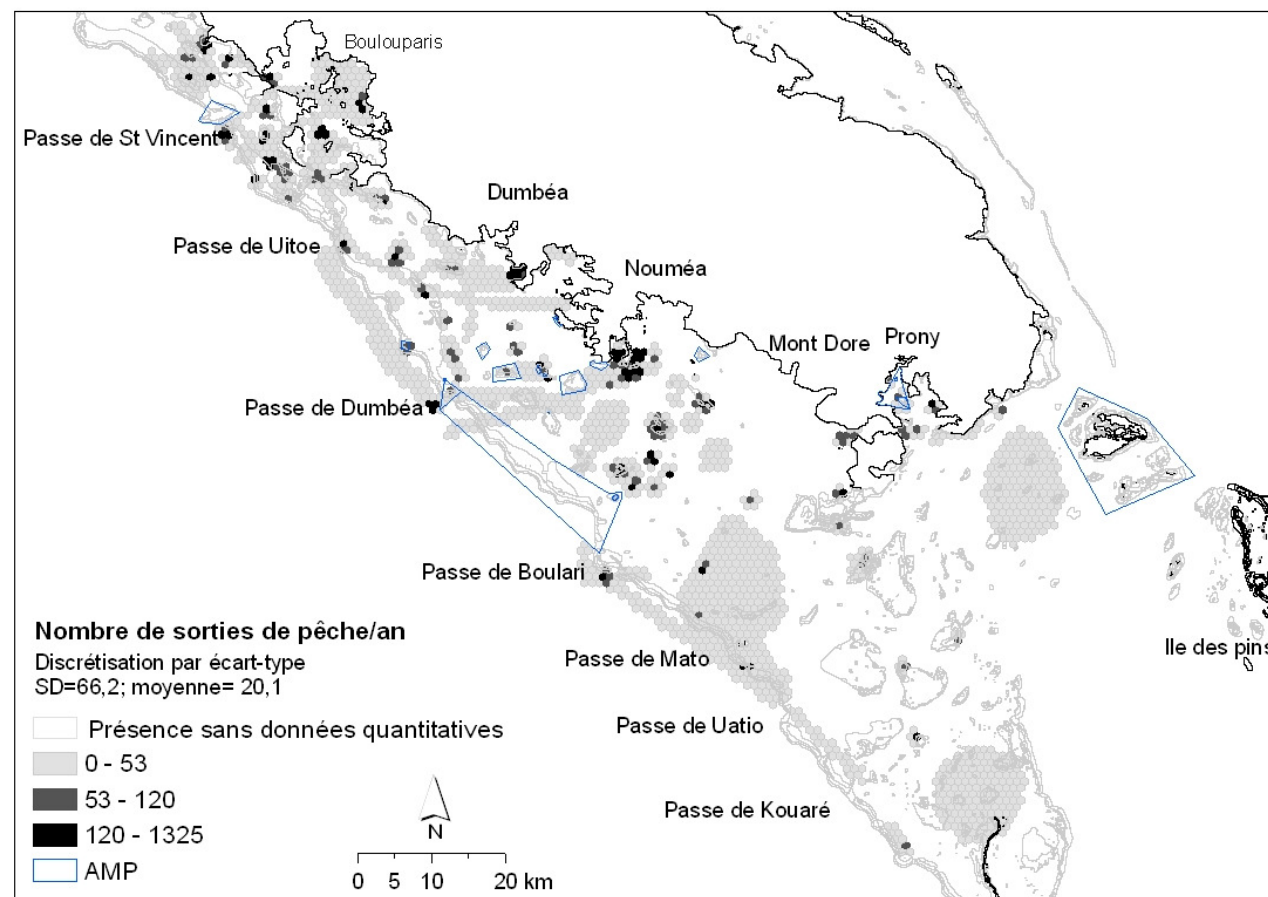 Boulouparis
Passe de St Vincent
Dumbéa
Passe de Uitoe
Nouméa
Mont Dore
Prony
Passe de Dumbéa
Passe de Boulari
Nombre de sorties de pêche/an
Discrétisation par écart-type
SD=66,2; moyenne= 20,1
Ile des pins
Passe de Mato
Présence sans données quantitatives
Passe de Uatio
0 - 53
53 - 120
Passe de Kouaré
120 - 1325
N
AMP
0 5 10 20 km